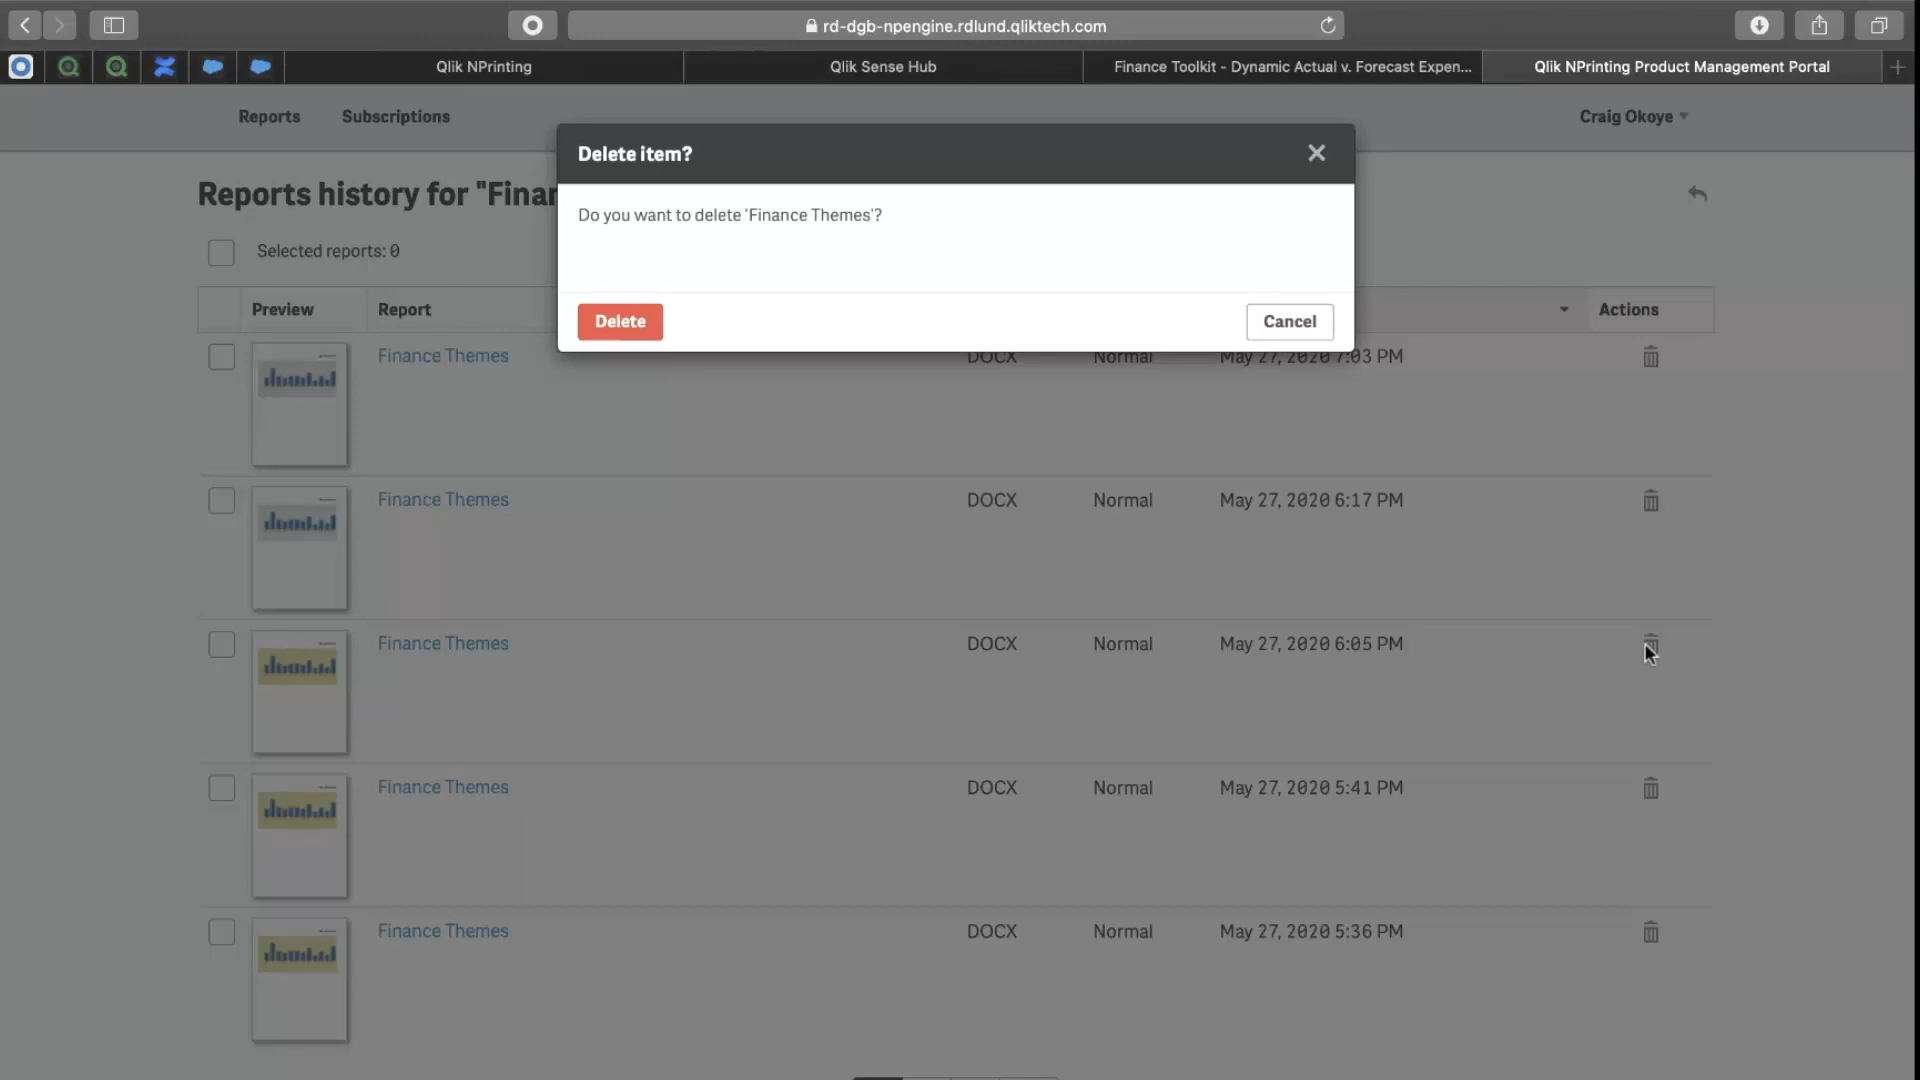 rd-dgb-npengine.rdlund.qliktech.com
Qlik NPrinting
Qlik Sense Hub
Finance Toolkit - Dynamic Actual v. Forecast Expen...
Qlik NPrinting Product Management Portal
Reports
Subscriptions
Craig Okoye
Delete item?
Reports history for "Finan
Do you want to delete 'Finance Themes'?
Selected reports: 0
Delete
Cancel
Preview
Report
Actions
Finance Themes DOCX Normal May 27, 2020 7:03 PM
Finance Themes DOCX Normal May 27, 2020 6:17 PM
Finance Themes DOCX Normal May 27, 2020 6:05 PM
Finance Themes DOCX Normal May 27, 2020 5:41 PM
Finance Themes DOCX Normal May 27, 2020 5:36 PM